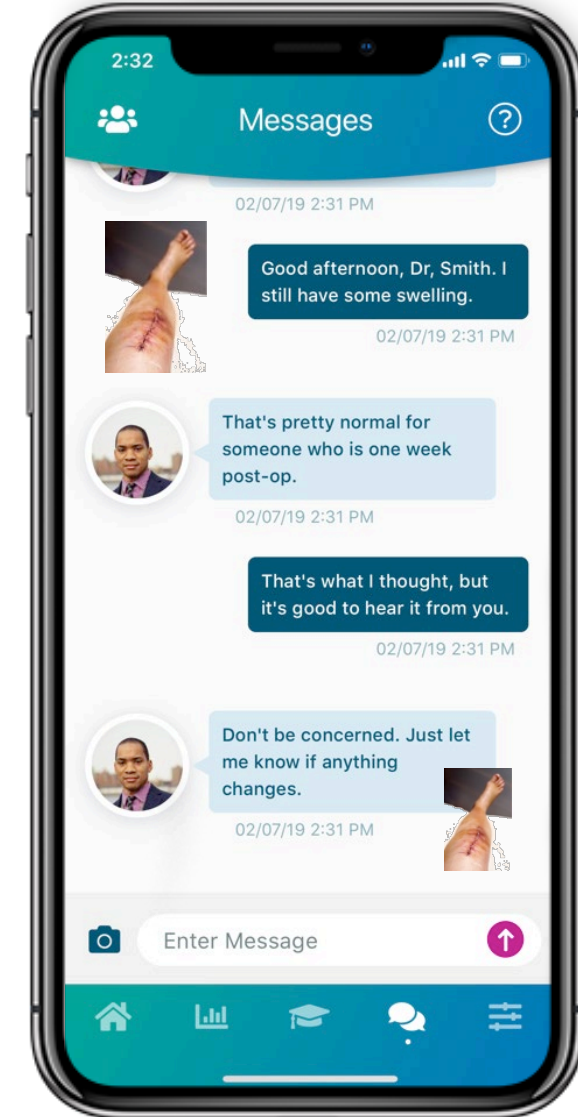 2:32
Messages
?
02/07/19 2:31 PM
Good afternoon, Dr, Smith. I
still have some swelling.
02/07/19 2:31 PM
That's pretty normal for
someone who is one week
post-op.
02/07/19 2:31 PM
That's what I thought, but
it's good to hear it from you.
02/07/19 2:31 PM
Don't be concerned. Just let
me know if anything
changes.
02/07/19 2:31 PM
Enter Message